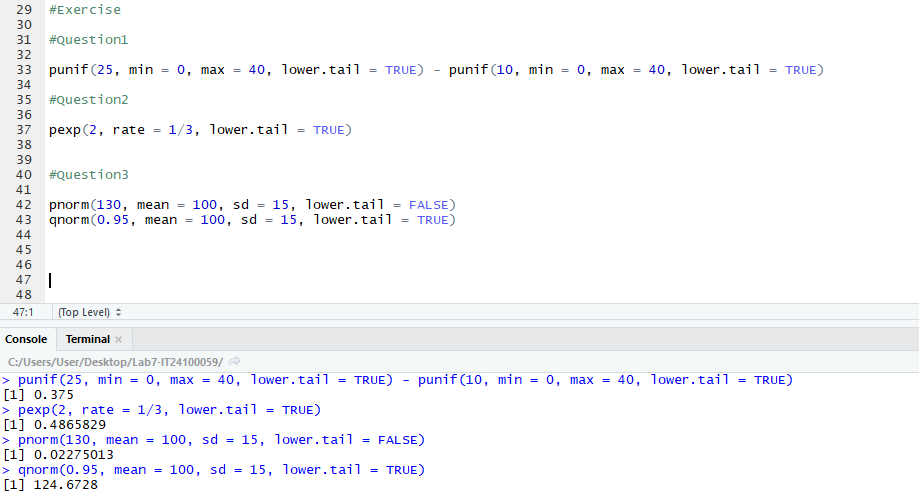 29 #Exercise
30
31 #Question1
32
33 punif(25, min = 0, max = 40, lower.tail = TRUE) - punif(10, min = 0, max = 40, lower.tail = TRUE)
34
35 #Question2
36
37 pexp(2, rate = 1/3, lower.tail = TRUE)
38
39
40 #Question3
41
42 pnorm(130, mean = 100, sd = 15, lower.tail = FALSE)
43 qnorm(0.95, mean = 100, sd = 15, lower.tail = TRUE)
44
45
46
47
48
47:1 (Top Level)
Console Terminal
C:/Users/User/Desktop/Lab7-IT24100059/
> punif(25, min = 0, max = 40, lower.tail = TRUE) - punif(10, min = 0, max = 40, lower.tail = TRUE)
[1] 0.375
> pexp(2, rate = 1/3, lower.tail = TRUE)
[1] 0.4865829
> pnorm(130, mean = 100, sd = 15, lower.tail = FALSE)
[1] 0.02275013
> qnorm(0.95, mean = 100, sd = 15, lower.tail = TRUE)
[1] 124.6728